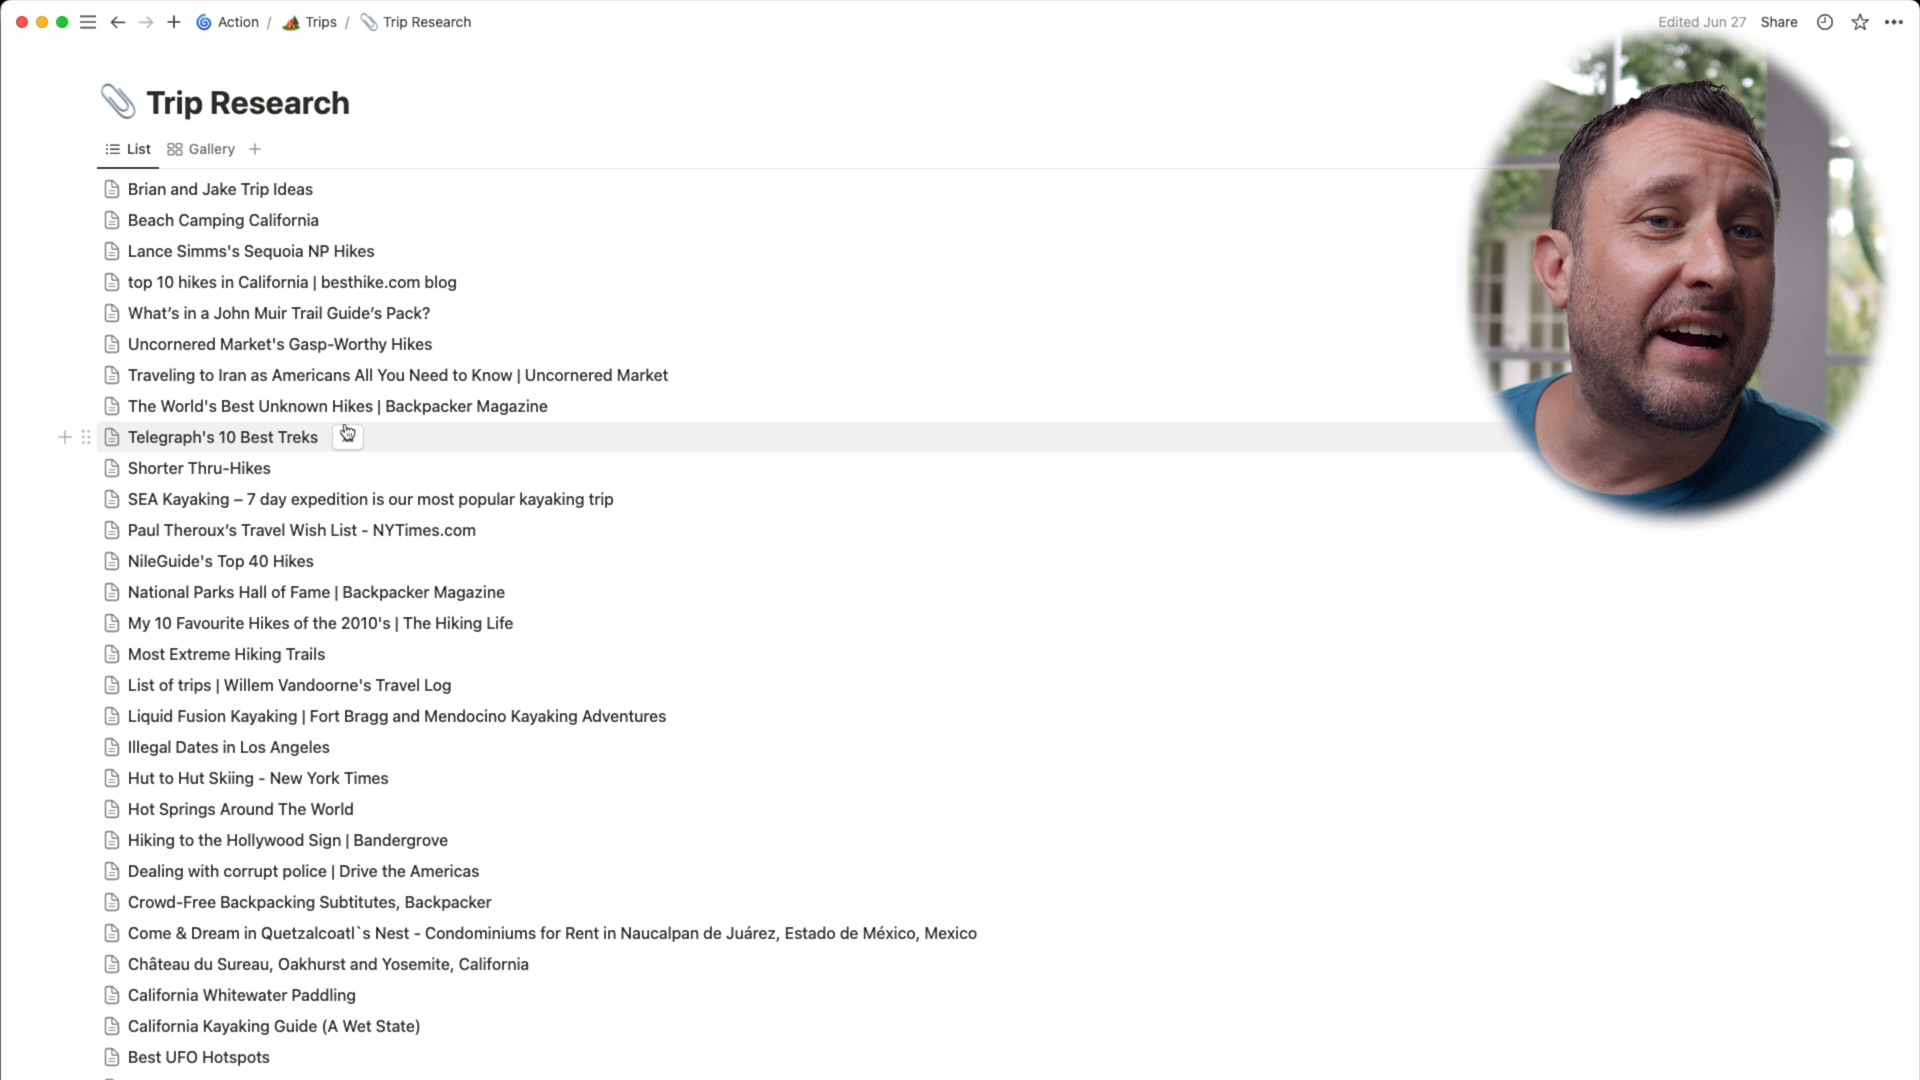 Action / Trips / Trip Research
Edited Jun 27 Share
Trip Research
List Gallery
Brian and Jake Trip Ideas
Beach Camping California
Lance Simms's Sequoia NP Hikes
top 10 hikes in California | besthike.com blog
What’s in a John Muir Trail Guide’s Pack?
Uncornered Market's Gasp-Worthy Hikes
Traveling to Iran as Americans All You Need to Know | Uncornered Market
The World's Best Unknown Hikes | Backpacker Magazine
Telegraph's 10 Best Treks
Shorter Thru-Hikes
SEA Kayaking – 7 day expedition is our most popular kayaking trip
Paul Theroux’s Travel Wish List - NYTimes.com
NileGuide's Top 40 Hikes
National Parks Hall of Fame | Backpacker Magazine
My 10 Favourite Hikes of the 2010's | The Hiking Life
Most Extreme Hiking Trails
List of trips | Willem Vandoorne's Travel Log
Liquid Fusion Kayaking | Fort Bragg and Mendocino Kayaking Adventures
Illegal Dates in Los Angeles
Hut to Hut Skiing - New York Times
Hot Springs Around The World
Hiking to the Hollywood Sign | Bandergrove
Dealing with corrupt police | Drive the Americas
Crowd-Free Backpacking Subtitutes, Backpacker
Come & Dream in Quetzalcoatl`s Nest - Condominiums for Rent in Naucalpan de Juárez, Estado de México, Mexico
Château du Sureau, Oakhurst and Yosemite, California
California Whitewater Paddling
California Kayaking Guide (A Wet State)
Best UFO Hotspots